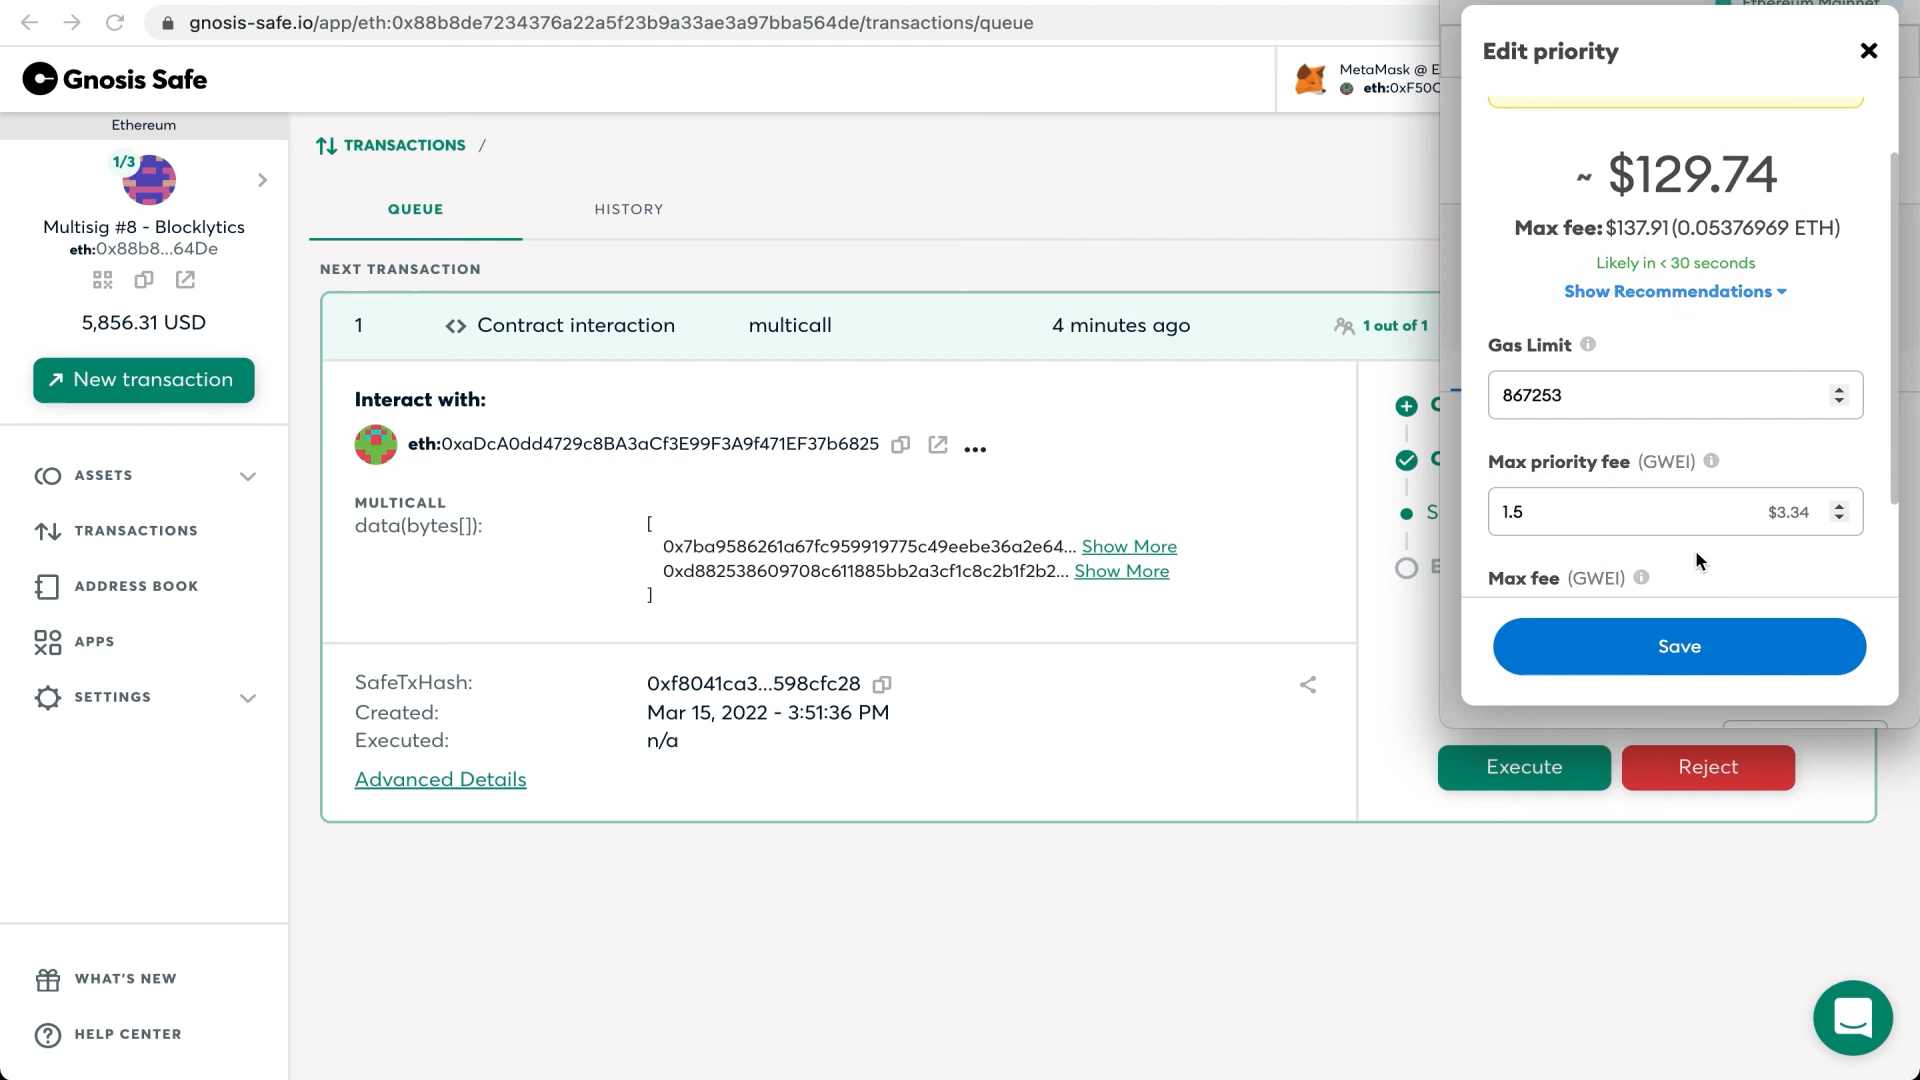 gnosis-safe.io/app/eth:0x88b8de7234376a22a5f23b9a33ae3a97bba564de/transactions/queue
Gnosis Safe
MetaMask @ E
eth:0xF50C
Ethereum
1/3
Multisig #8 - Blocklytics
eth:0x88b8...64De
5,856.31 USD
New transaction
ASSETS
TRANSACTIONS
ADDRESS BOOK
APPS
SETTINGS
WHAT'S NEW
HELP CENTER
TRANSACTIONS /
QUEUE HISTORY
NEXT TRANSACTION
1 Contract interaction multicall 4 minutes ago 1 out of 1
Interact with:
eth:0xaDcA0dd4729c8BA3aCf3E99F3A9f471EF37b6825
MULTICALL
data(bytes[]): [
0x7ba9586261a67fc959919775c49eebe36a2e64... Show More
0xd882538609708c611885bb2a3cf1c8c2b1f2b2... Show More
]
SafeTxHash: 0xf8041ca3...598cfc28
Created: Mar 15, 2022 - 3:51:36 PM
Executed: n/a
Advanced Details
C
C
S
E
Execute Reject
Ethereum Mainnet
Edit priority
~ $129.74
Max fee: $137.91 (0.05376969 ETH)
Likely in < 30 seconds
Show Recommendations
Gas Limit
867253
Max priority fee (GWEI)
1.5 $3.34
Max fee (GWEI)
Save